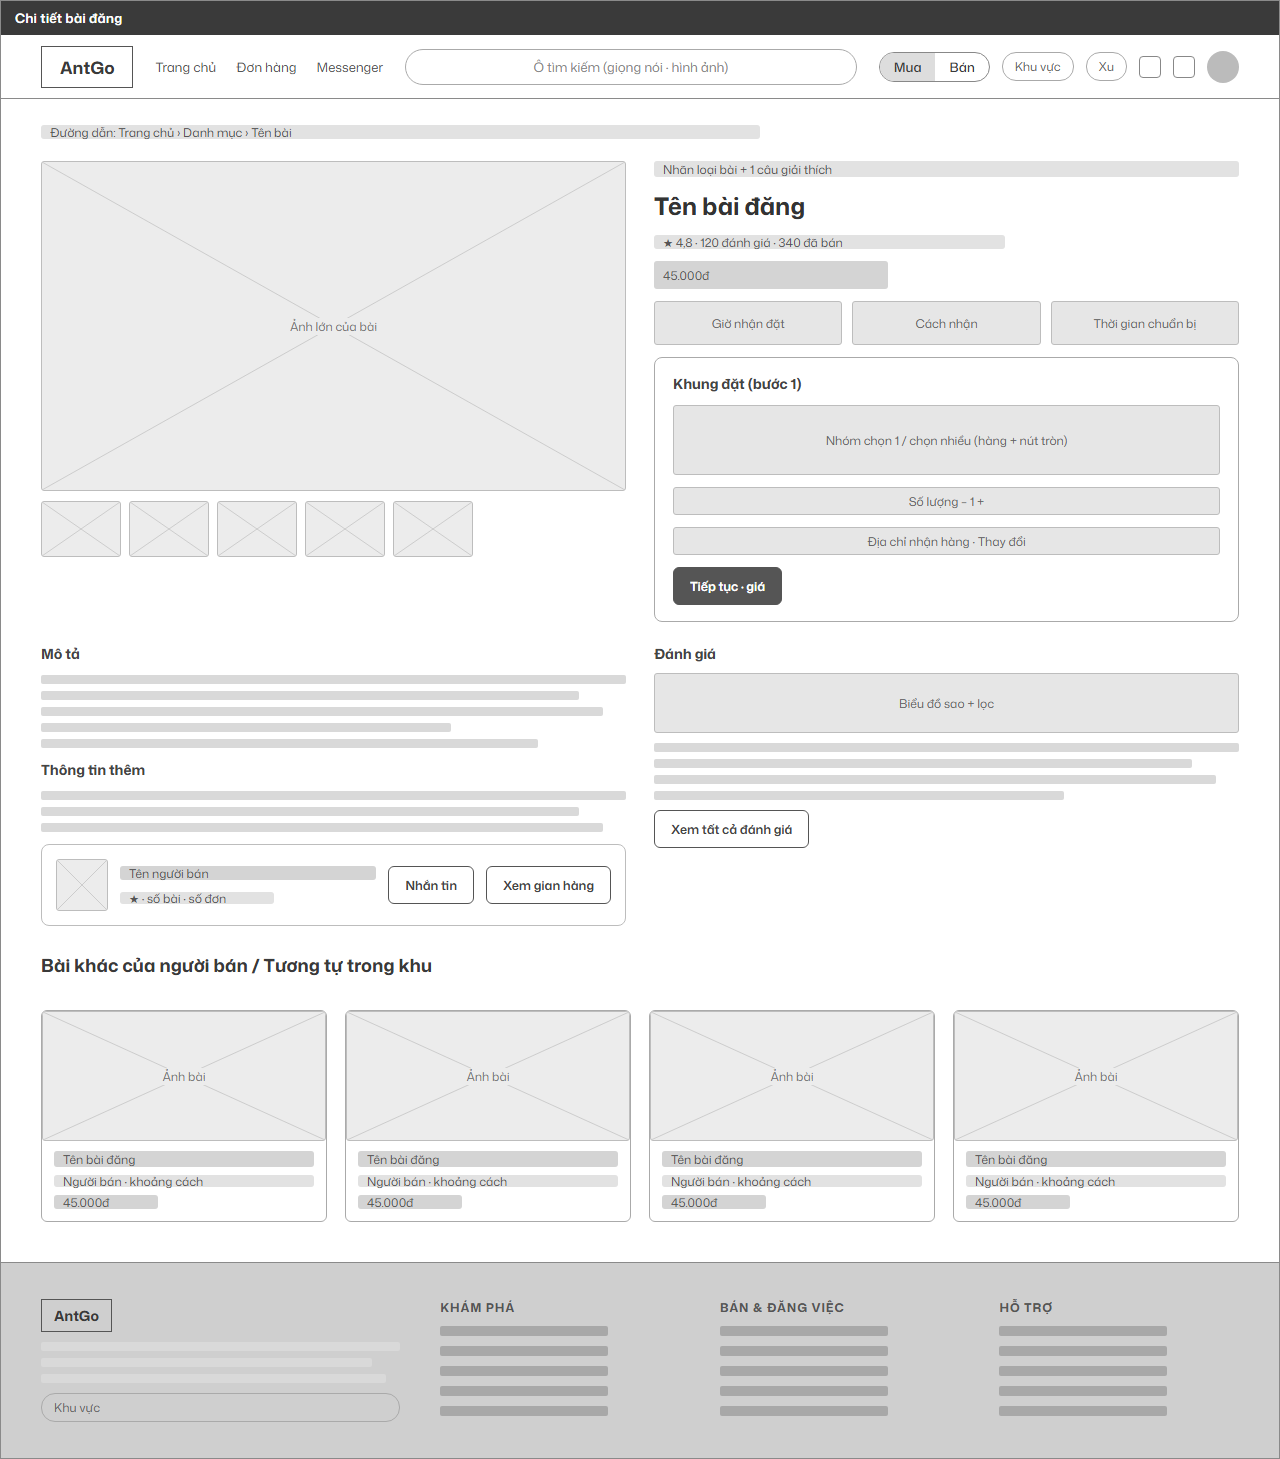 Chi tiết bài đăng
AntGo
Trang chủ
Đơn hàng
Messenger
Ô tìm kiếm (giọng nói · hình ảnh)
Mua
Bán
Khu vực
Xu
Đường dẫn: Trang chủ › Danh mục › Tên bài
Ảnh lớn của bài
Nhãn loại bài + 1 câu giải thích
Tên bài đăng
★ 4,8 · 120 đánh giá · 340 đã bán
45.000đ
Giờ nhận đặt
Cách nhận
Thời gian chuẩn bị
Khung đặt (bước 1)
Nhóm chọn 1 / chọn nhiều (hàng + nút tròn)
Số lượng – 1 +
Địa chỉ nhận hàng · Thay đổi
Tiếp tục · giá
Mô tả
Thông tin thêm
Tên người bán
★ · số bài · số đơn
Nhắn tin
Xem gian hàng
Đánh giá
Biểu đồ sao + lọc
Xem tất cả đánh giá
Bài khác của người bán / Tương tự trong khu
Ảnh bài
Tên bài đăng
Người bán · khoảng cách
45.000đ
Ảnh bài
Tên bài đăng
Người bán · khoảng cách
45.000đ
Ảnh bài
Tên bài đăng
Người bán · khoảng cách
45.000đ
Ảnh bài
Tên bài đăng
Người bán · khoảng cách
45.000đ
AntGo
Khu vực
KHÁM PHÁ
BÁN & ĐĂNG VIỆC
HỖ TRỢ